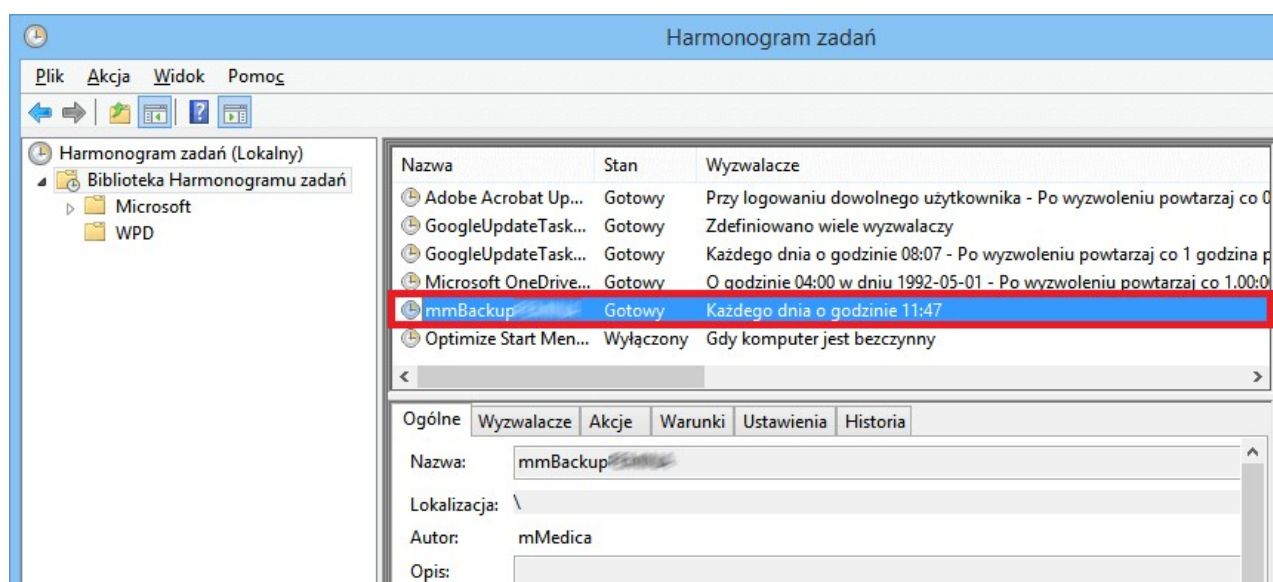 Harmonogram zadań
Plik Akcja Widok Pomoc
Harmonogram zadań (Lokalny)
Biblioteka Harmonogramu zadań
Microsoft
WPD
Nazwa Stan Wyzwalacze
Adobe Acrobat Up... Gotowy Przy logowaniu dowolnego użytkownika - Po wyzwoleniu powtarzaj co 0
GoogleUpdateTask... Gotowy Zdefiniowano wiele wyzwalaczy
GoogleUpdateTask... Gotowy Każdego dnia o godzinie 08:07 - Po wyzwoleniu powtarzaj co 1 godzina p
Microsoft OneDrive... Gotowy O godzinie 04:00 w dniu 1992-05-01 - Po wyzwoleniu powtarzaj co 1.00:0
mmBackup Gotowy Każdego dnia o godzinie 11:47
Optimize Start Men... Wyłączony Gdy komputer jest bezczynny
Ogólne Wyzwalacze Akcje Warunki Ustawienia Historia
Nazwa: mmBackup
Lokalizacja: \
Autor: mMedica
Opis: